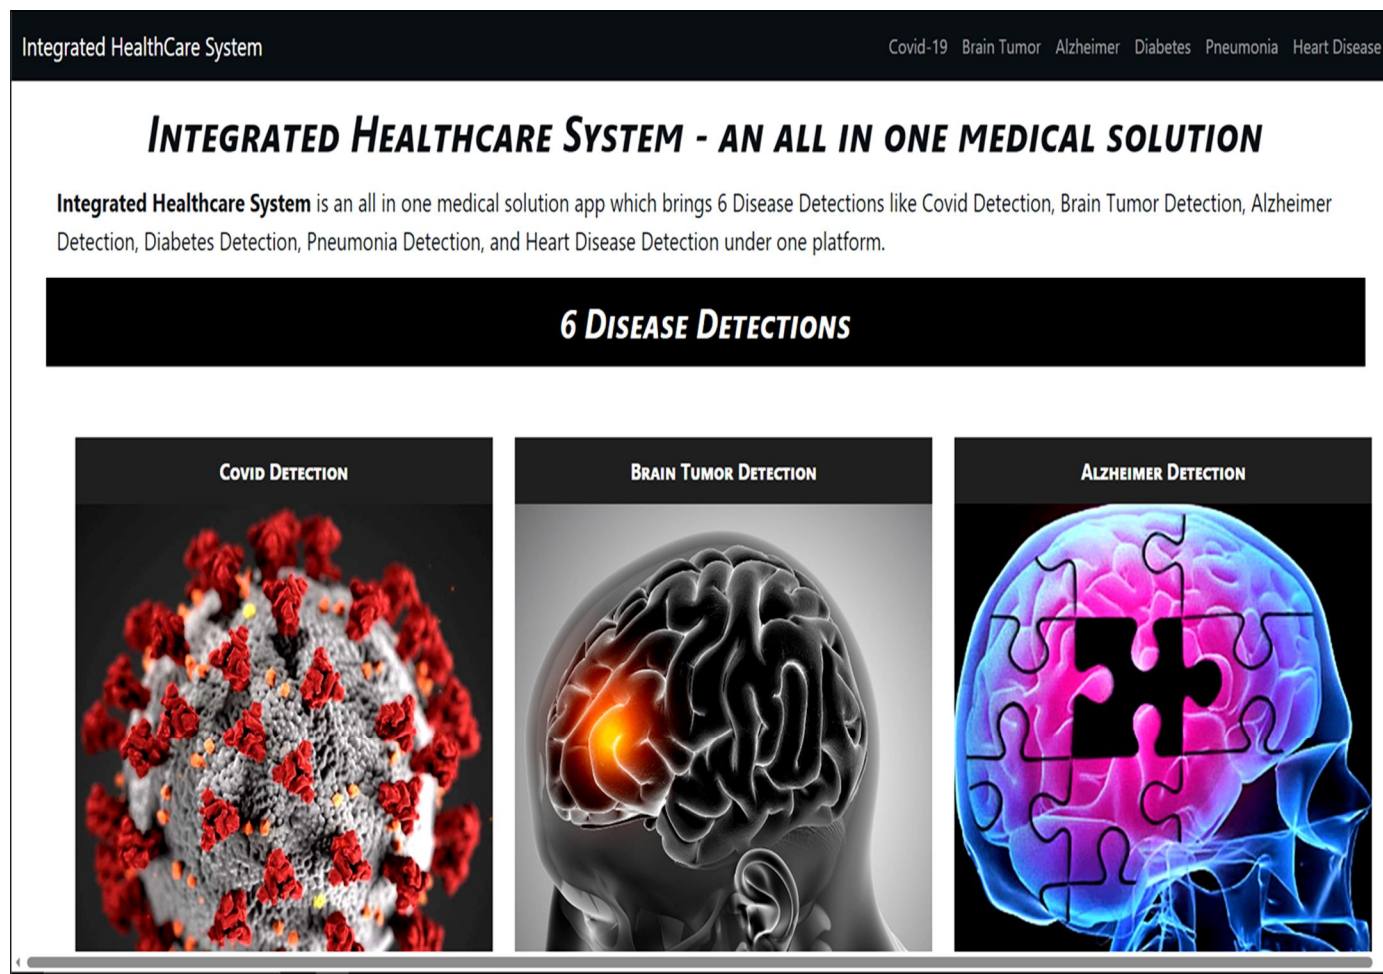 Integrated HealthCare System
Covid-19 Brain Tumor Alzheimer Diabetes Pneumonia Heart Disease
INTEGRATED HEALTHCARE SYSTEM - AN ALL IN ONE MEDICAL SOLUTION
Integrated Healthcare System is an all in one medical solution app which brings 6 Disease Detections like Covid Detection, Brain Tumor Detection, Alzheimer
Detection, Diabetes Detection, Pneumonia Detection, and Heart Disease Detection under one platform.
6 DISEASE DETECTIONS
COVID DETECTION
BRAIN TUMOR DETECTION
ALZHEIMER DETECTION